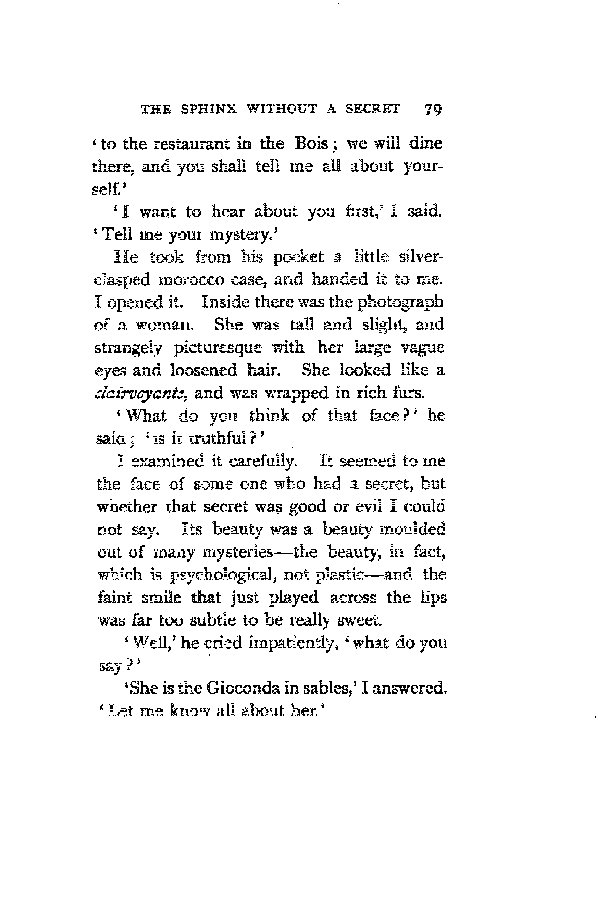 THE SPHINX WITHOUT A SECRET 79
‘to the restaurant in the Bois; we will dine
there, and you shall tell me all about your-
self.’
‘I want to hear about you first,’ I said.
‘Tell me your mystery.’
He took from his pocket a little silver-
clasped morocco case, and handed it to me.
I opened it. Inside there was the photograph
of a woman. She was tall and slight, and
strangely picturesque with her large vague
eyes and loosened hair. She looked like a
clairvoyante, and was wrapped in rich furs.
‘What do you think of that face?’ he
said; ‘is it truthful?’
I examined it carefully. It seemed to me
the face of some one who had a secret, but
whether that secret was good or evil I could
not say. Its beauty was a beauty moulded
out of many mysteries—the beauty, in fact,
which is psychological, not plastic—and the
faint smile that just played across the lips
was far too subtle to be really sweet.
‘Well,’ he cried impatiently, ‘what do you
say?’
‘She is the Gioconda in sables,’ I answered.
‘Let me know all about her.’